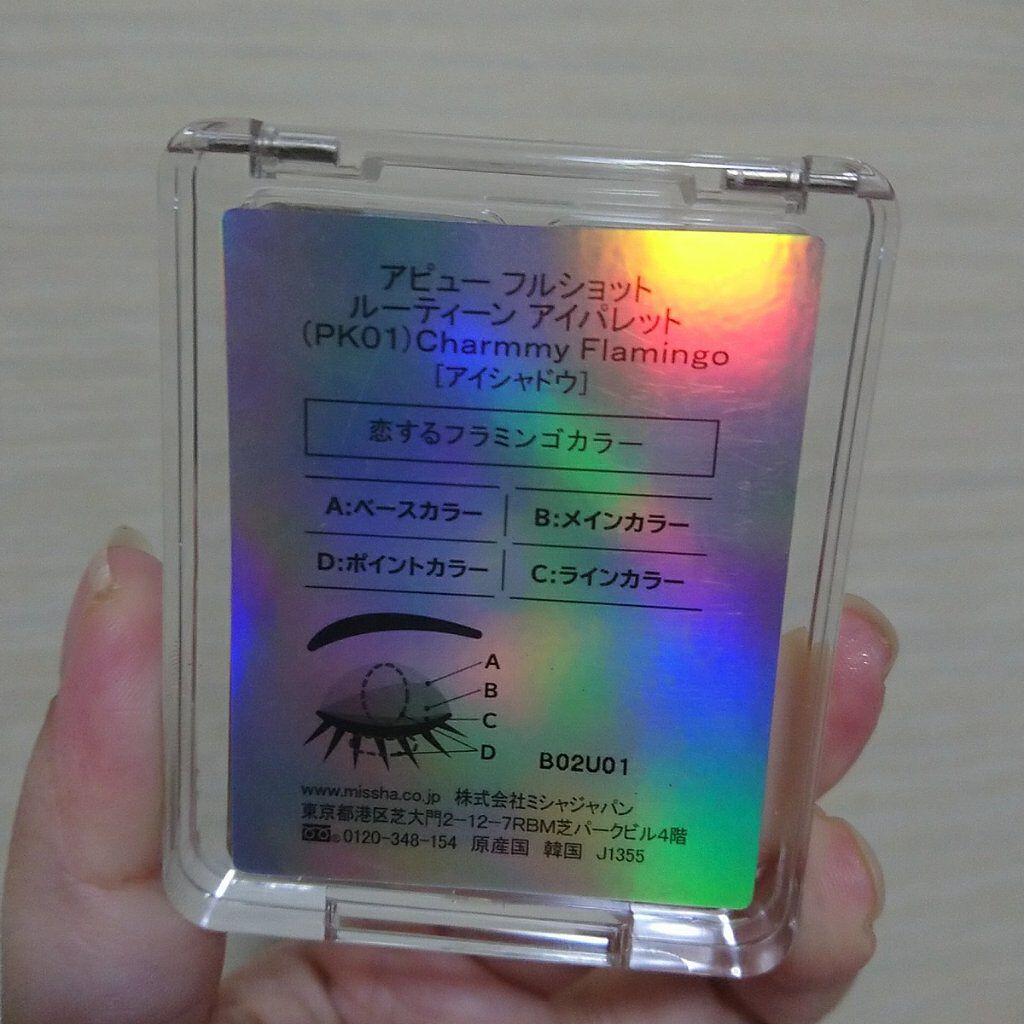 アピュー フルショット
ルーティーン アイパレット
(PK01)Charmmy Flamingo
[アイシャドウ]
恋するフラミンゴカラー
A:ベースカラー B:メインカラー
D:ポイントカラー C:ラインカラー
A
B
C
D
B02U01
www.missha.co.jp 株式会社ミシャジャパン
東京都港区芝大門2-12-7RBM芝パークビル4階
0120-348-154 原産国 韓国 J1355